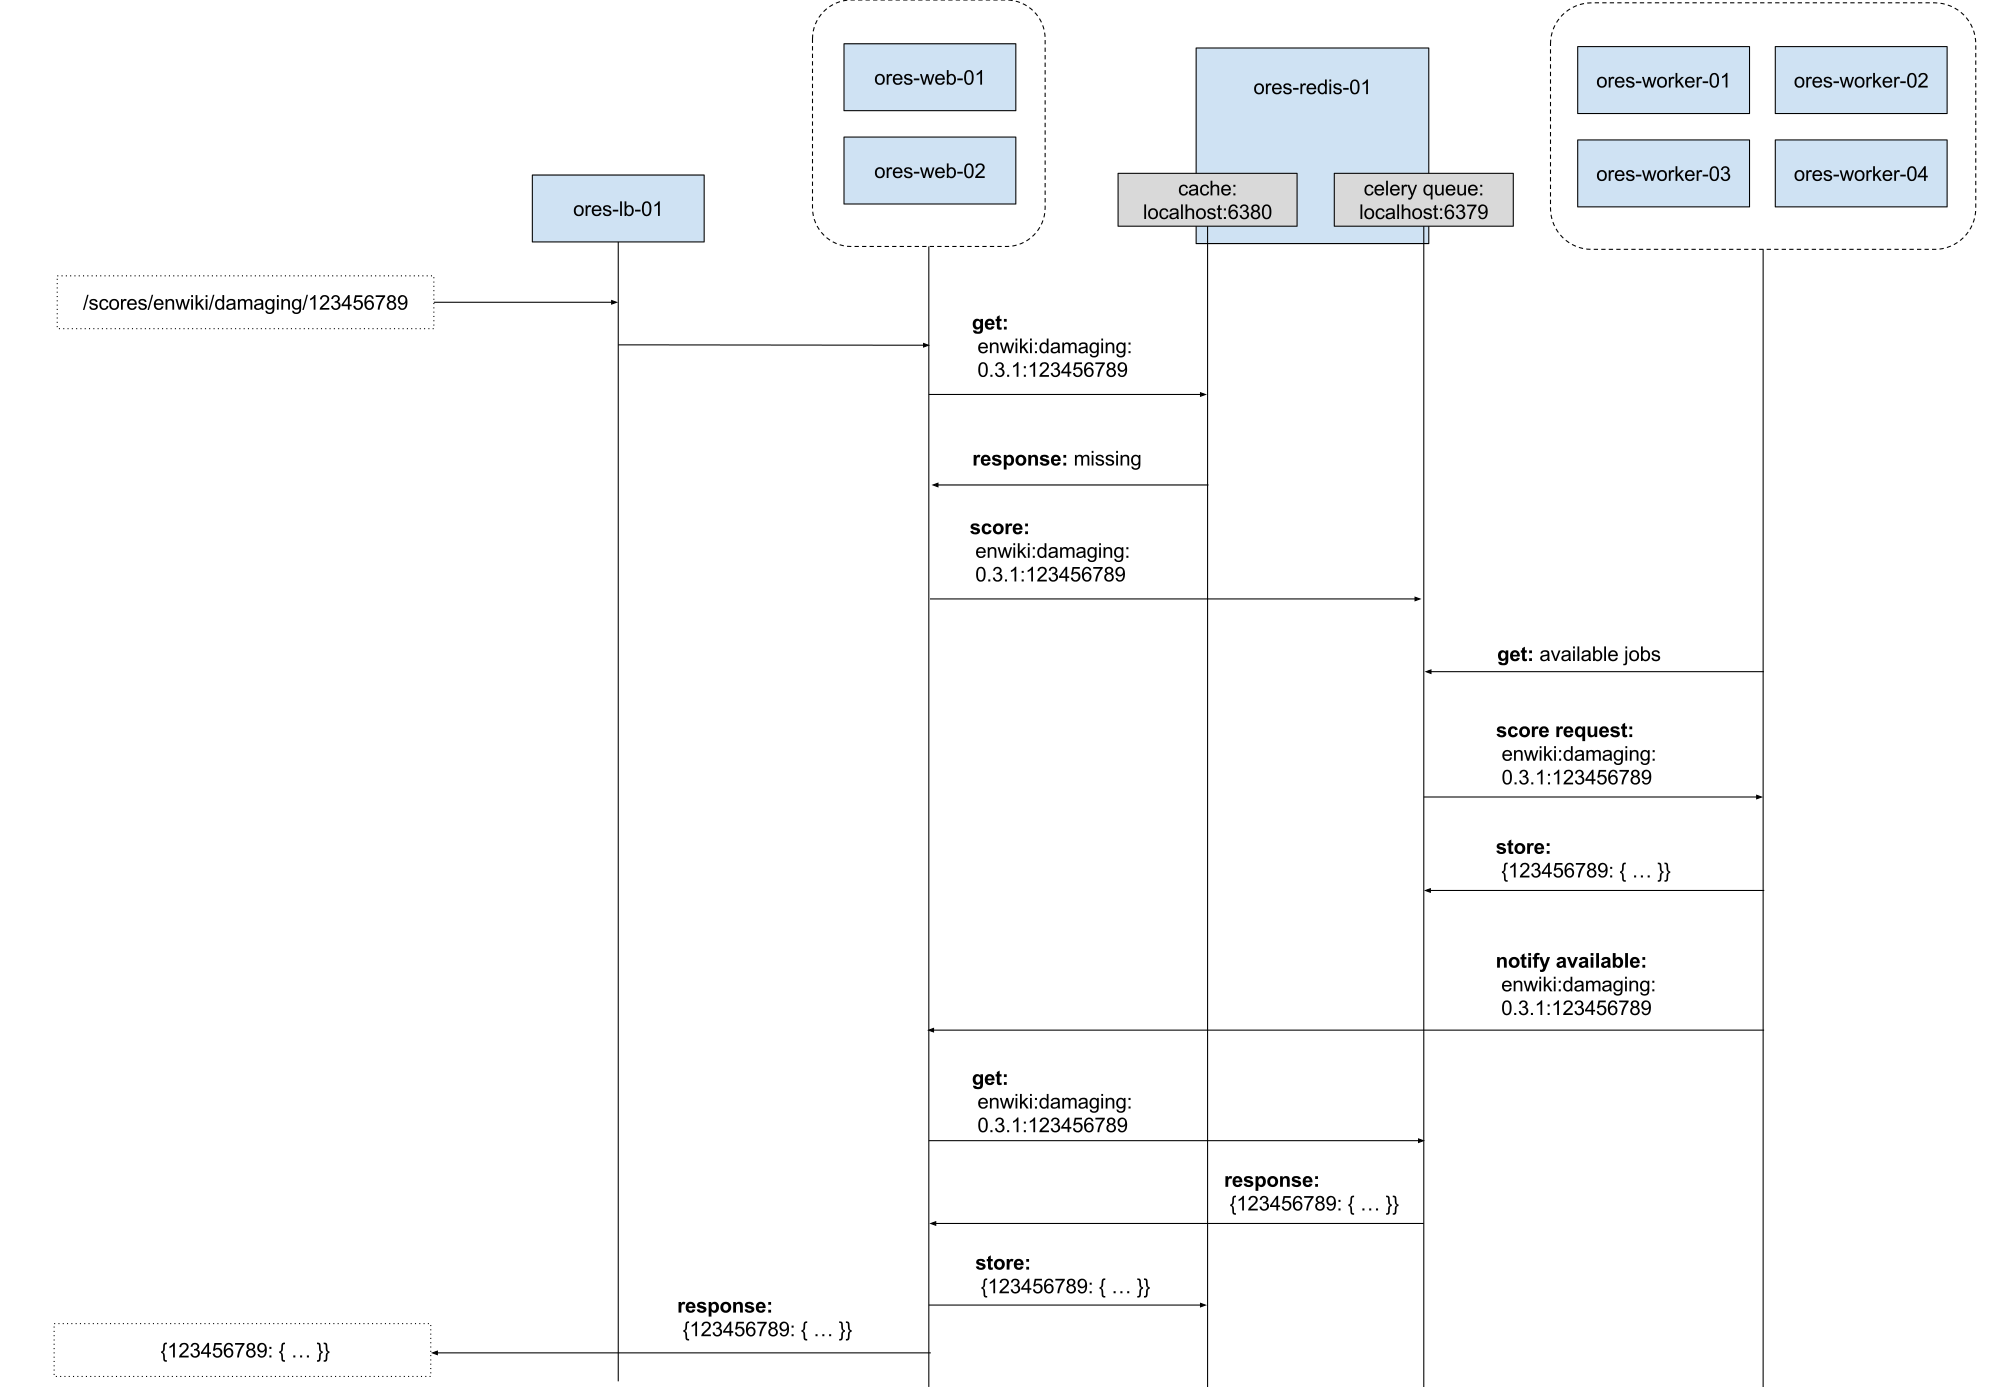 ores-web-01
ores-web-02
ores-redis-01
ores-worker-01
ores-worker-02
ores-worker-03
ores-worker-04
ores-lb-01
cache:
localhost:6380
celery queue:
localhost:6379
/scores/enwiki/damaging/123456789
get:
enwiki:damaging:
0.3.1:123456789
response: missing
score:
enwiki:damaging:
0.3.1:123456789
get: available jobs
score request:
enwiki:damaging:
0.3.1:123456789
store:
{123456789: { … }}
notify available:
enwiki:damaging:
0.3.1:123456789
get:
enwiki:damaging:
0.3.1:123456789
response:
{123456789: { … }}
store:
{123456789: { … }}
response:
{123456789: { … }}
{123456789: { … }}